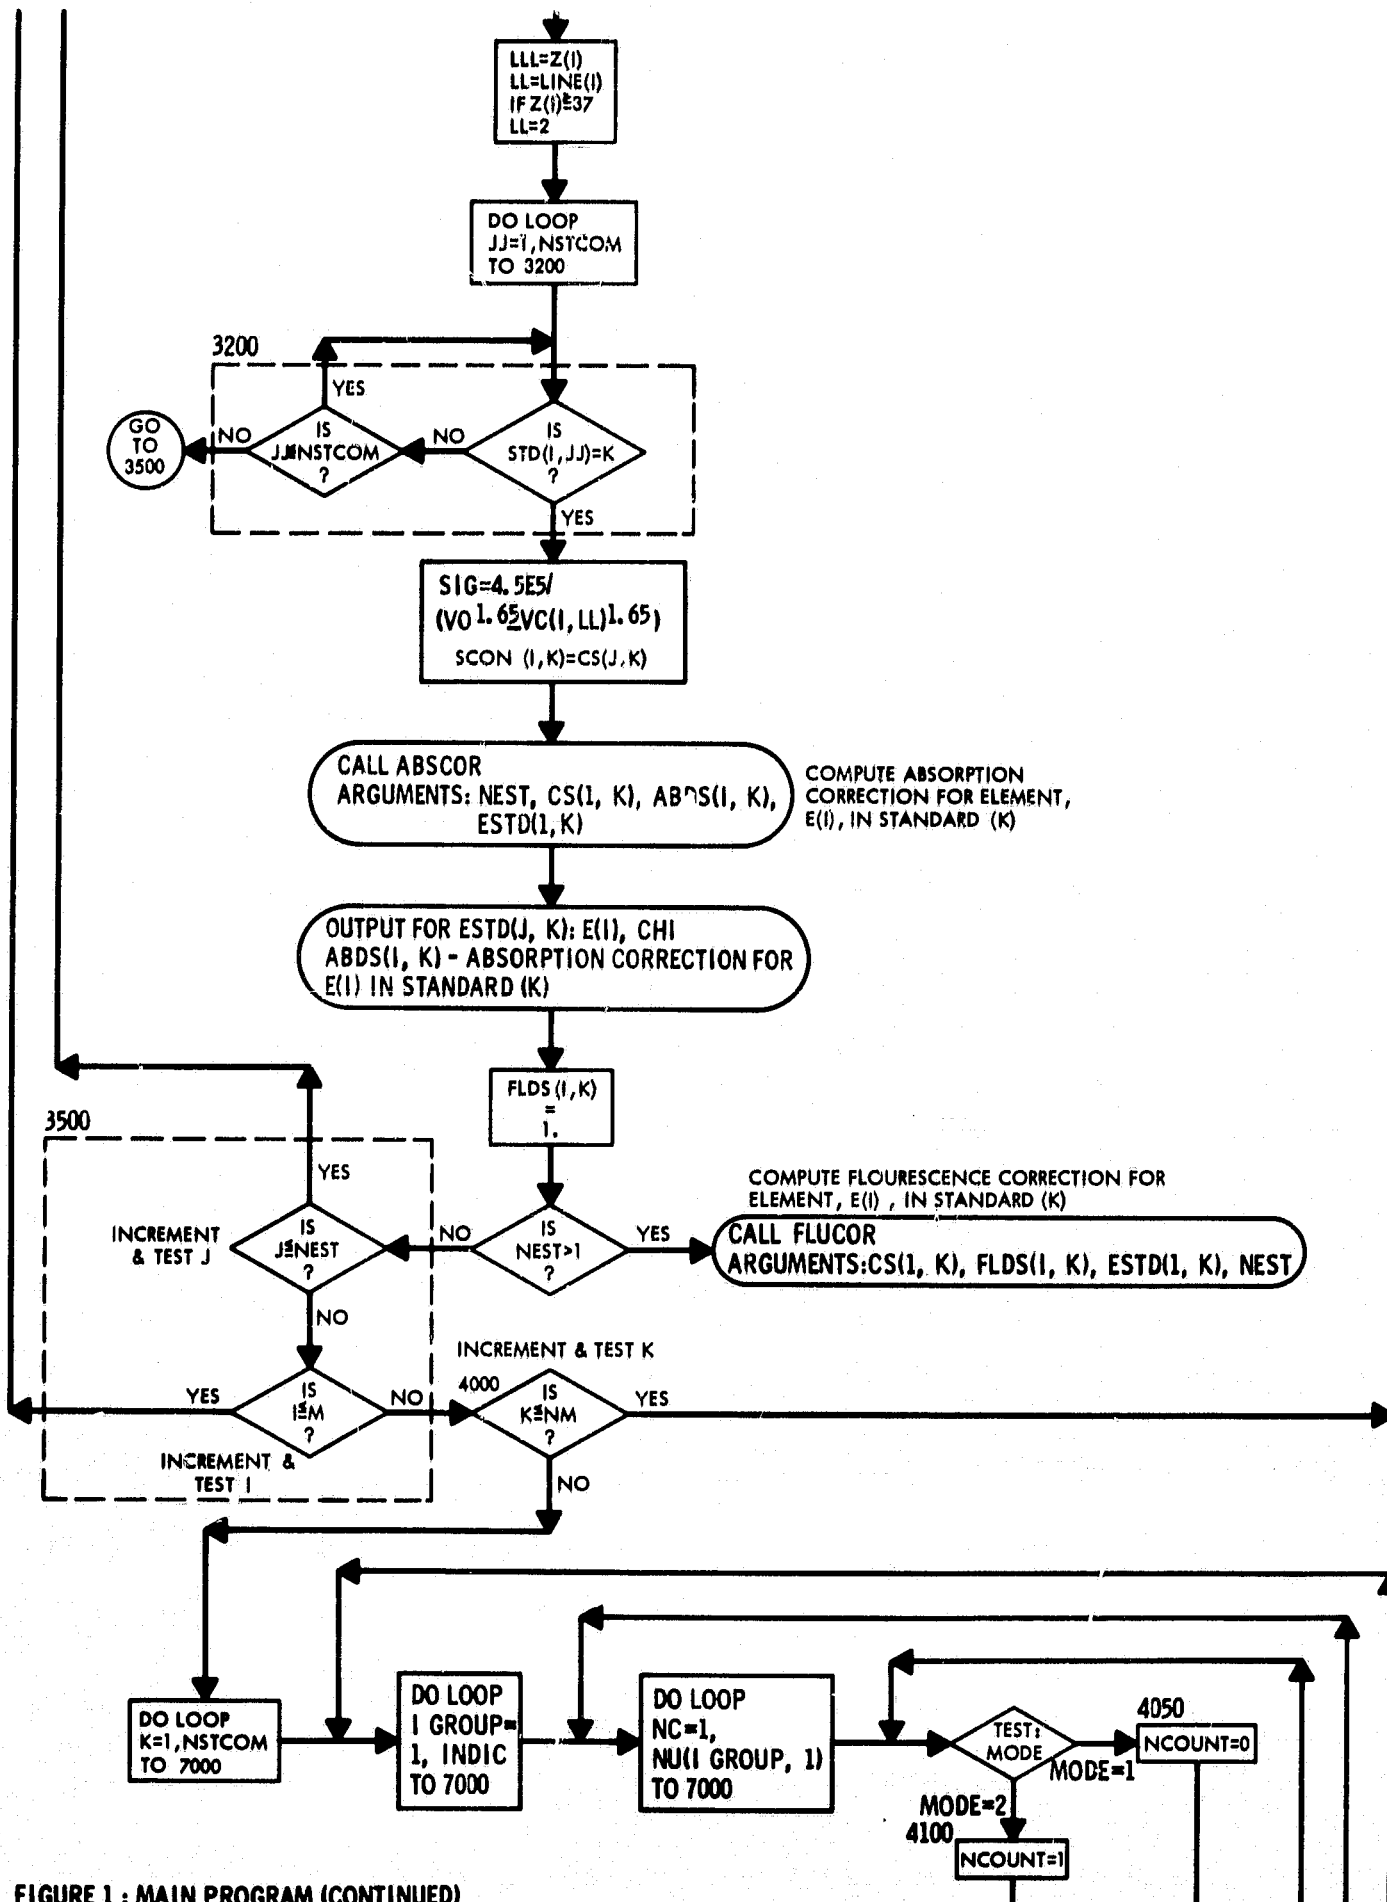 LLL=Z(I)
LL=LINE(I)
IF Z(I)≥37
LL=2
DO LOOP
JJ=1,NSTCOM
TO 3200
3200
YES
GO
TO
3500
NO
IS
JJ≤NSTCOM
?
NO
IS
STD(I,JJ)=K
?
YES
SIG=4.5E5/
(VO1.65-VC(I,LL)1.65)
SCON (I,K)=CS(J,K)
CALL ABSCOR
ARGUMENTS: NEST, CS(1, K), ABDS(I, K),
ESTD(1,K)
COMPUTE ABSORPTION
CORRECTION FOR ELEMENT,
E(I), IN STANDARD (K)
OUTPUT FOR ESTD(J, K): E(I), CHI
ABDS(I, K) - ABSORPTION CORRECTION FOR
E(I) IN STANDARD (K)
FLDS (I,K)
=
1.
3500
YES
INCREMENT
& TEST J
IS
J≤NEST
?
NO
IS
NEST>1
?
YES
COMPUTE FLOURESCENCE CORRECTION FOR
ELEMENT, E(I) , IN STANDARD (K)
CALL FLUCOR
ARGUMENTS:CS(1, K), FLDS(I, K), ESTD(1, K), NEST
NO
INCREMENT & TEST K
YES
IS
I≤M
?
NO
4000
IS
K≤NM
?
YES
INCREMENT &
TEST I
NO
DO LOOP
K=1,NSTCOM
TO 7000
DO LOOP
I GROUP=
1, INDIC
TO 7000
DO LOOP
NC=1,
NU(I GROUP, 1)
TO 7000
TEST:
MODE
MODE=1
4050
NCOUNT=0
MODE=2
4100
NCOUNT=1
FIGURE 1 : MAIN PROGRAM (CONTINUED)